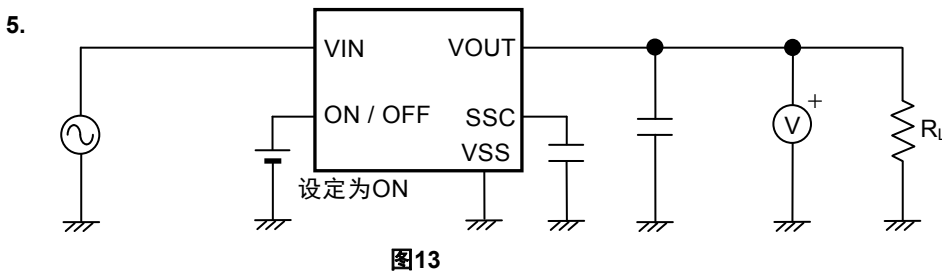 5.
VIN
VOUT
ON / OFF
SSC
VSS
设定为ON
+
V
RL
图13